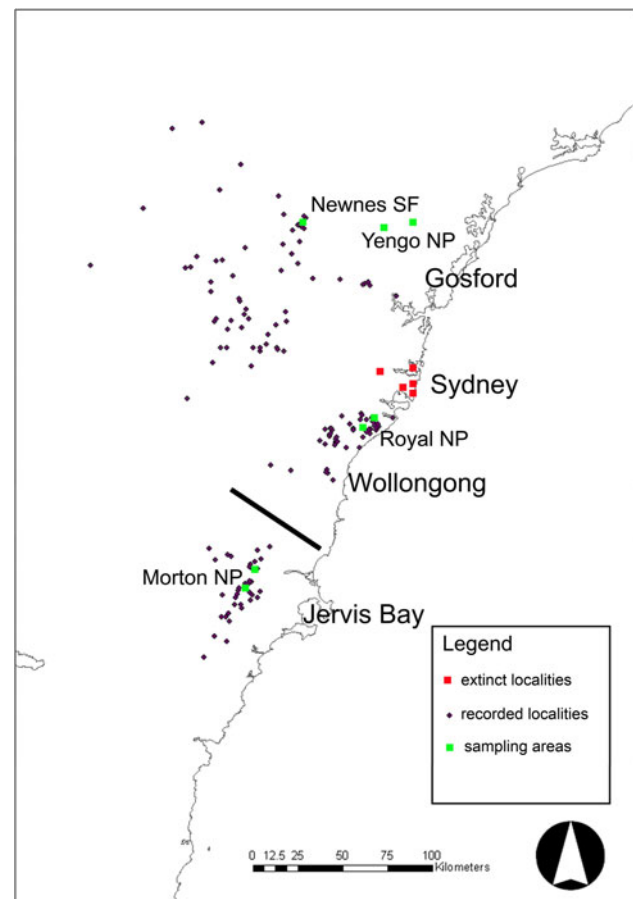 Newnes SF
Yengo NP
Gosford
Sydney
Royal NP
Wollongong
Morton NP
Jervis Bay
Legend
extinct localities
recorded localities
sampling areas
0 12.5 25 50 75 100
Kilometers